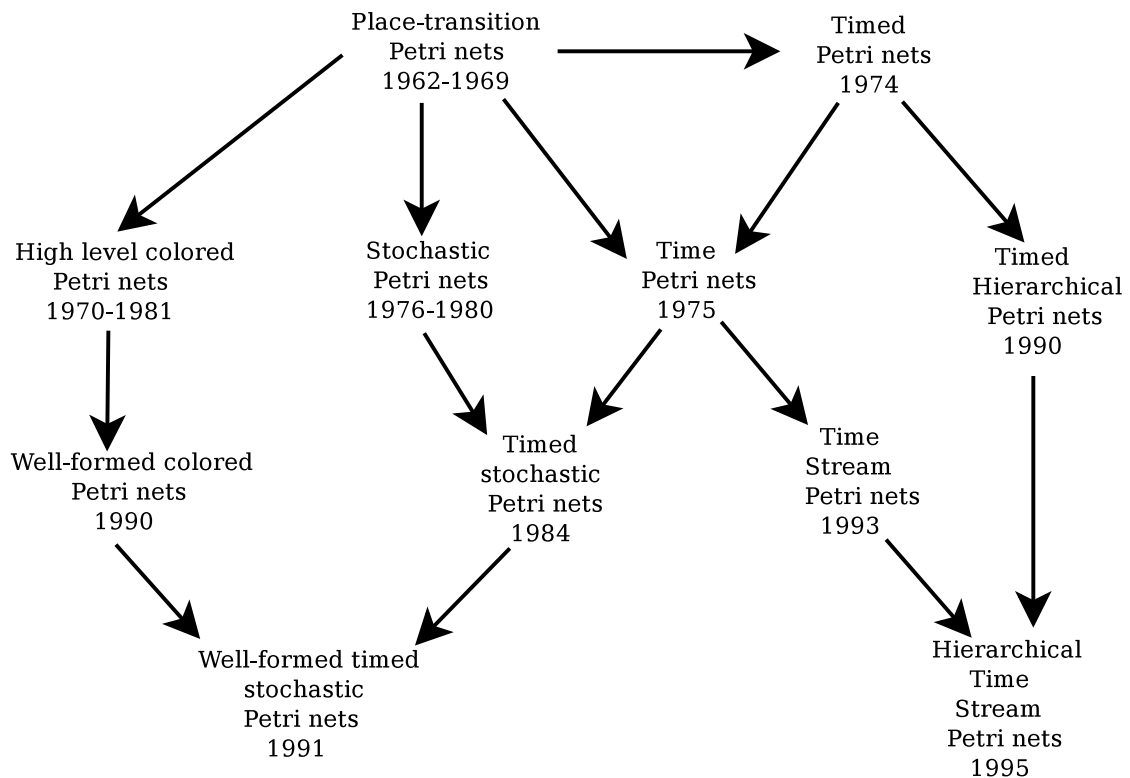 Place-transition
Petri nets
1962-1969
Timed
Petri nets
1974
High level colored
Petri nets
1970-1981
Stochastic
Petri nets
1976-1980
Time
Petri nets
1975
Timed
Hierarchical
Petri nets
1990
Well-formed colored
Petri nets
1990
Timed
stochastic
Petri nets
1984
Time
Stream
Petri nets
1993
Well-formed timed
stochastic
Petri nets
1991
Hierarchical
Time
Stream
Petri nets
1995